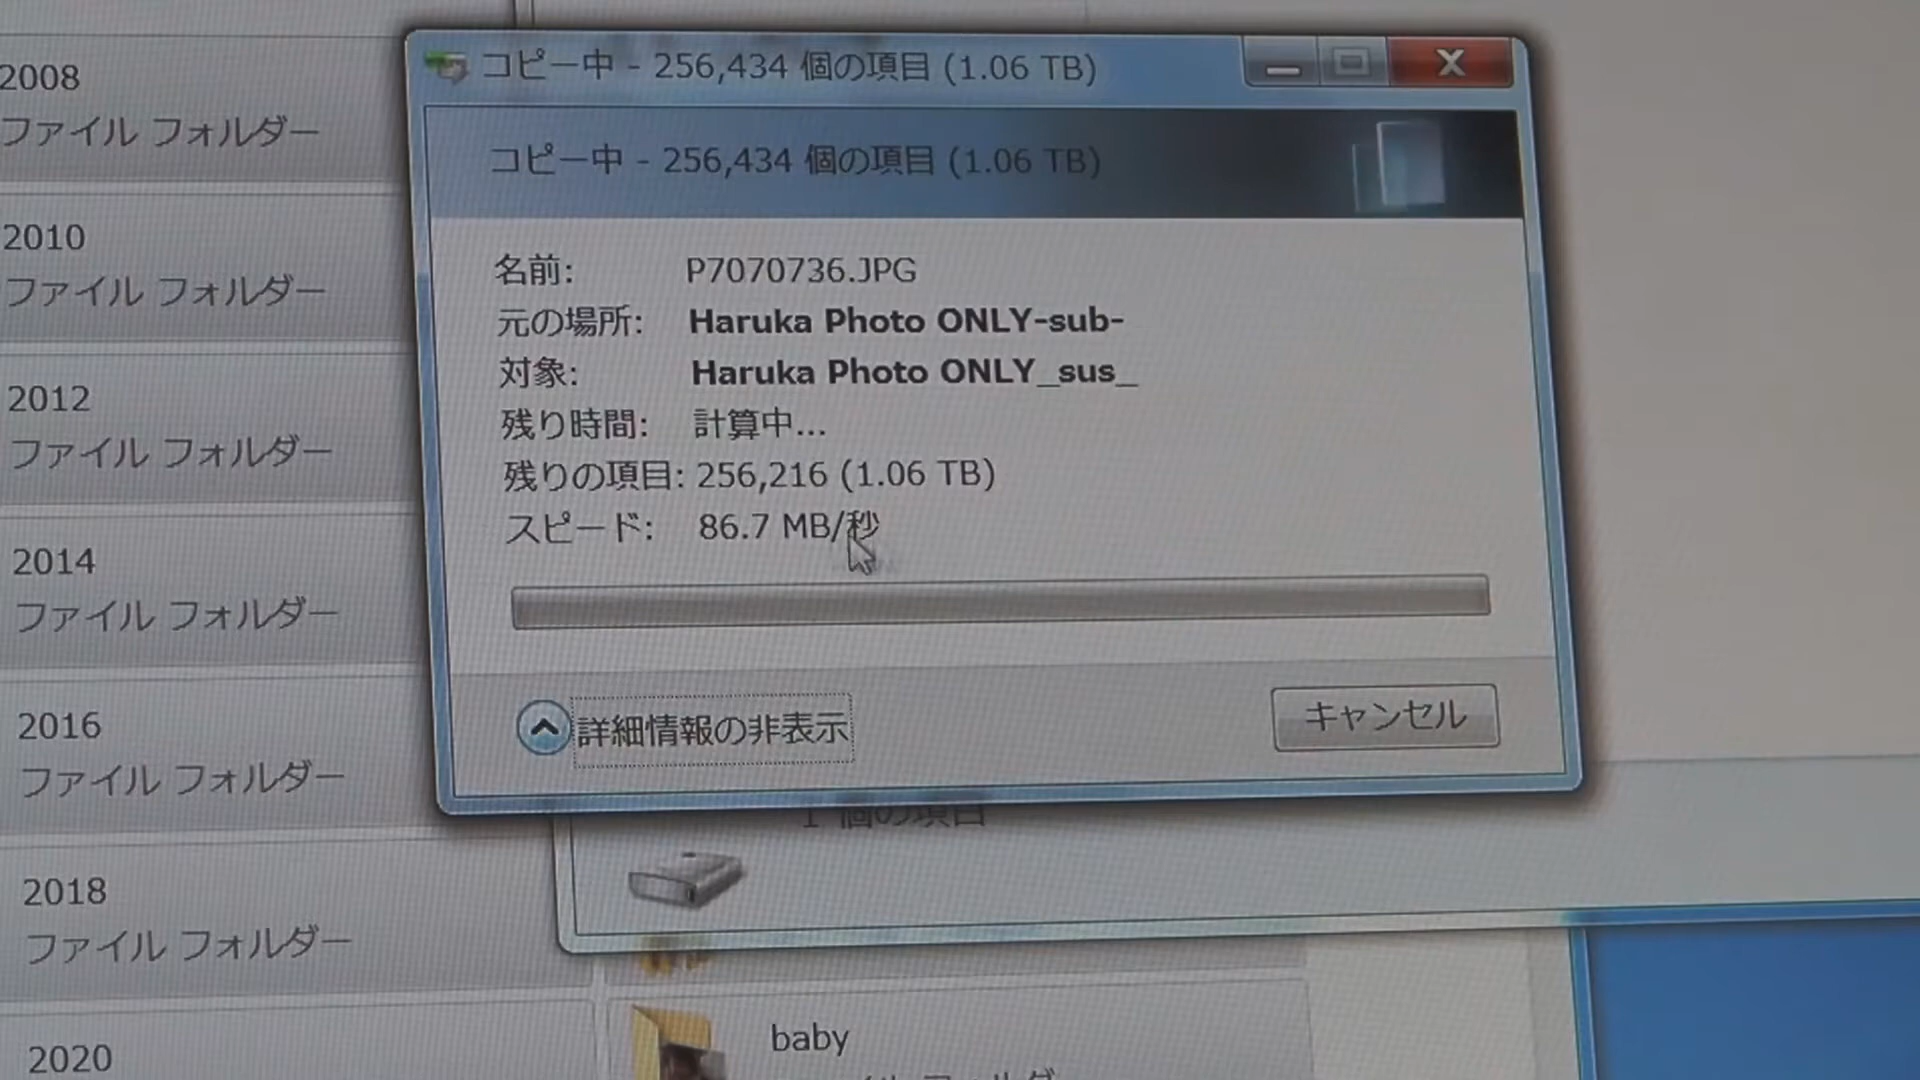 2008
ファイル フォルダー
2010
ファイル フォルダー
2012
ファイル フォルダー
2014
ファイル フォルダー
2016
ファイル フォルダー
2018
ファイル フォルダー
2020
コピー中 - 256,434 個の項目 (1.06 TB)
コピー中 - 256,434 個の項目 (1.06 TB)
名前: P7070736.JPG
元の場所: Haruka Photo ONLY-sub-
対象: Haruka Photo ONLY_sus_
残り時間: 計算中...
残りの項目: 256,216 (1.06 TB)
スピード: 86.7 MB/秒
詳細情報の非表示
キャンセル
1 個の項目
baby